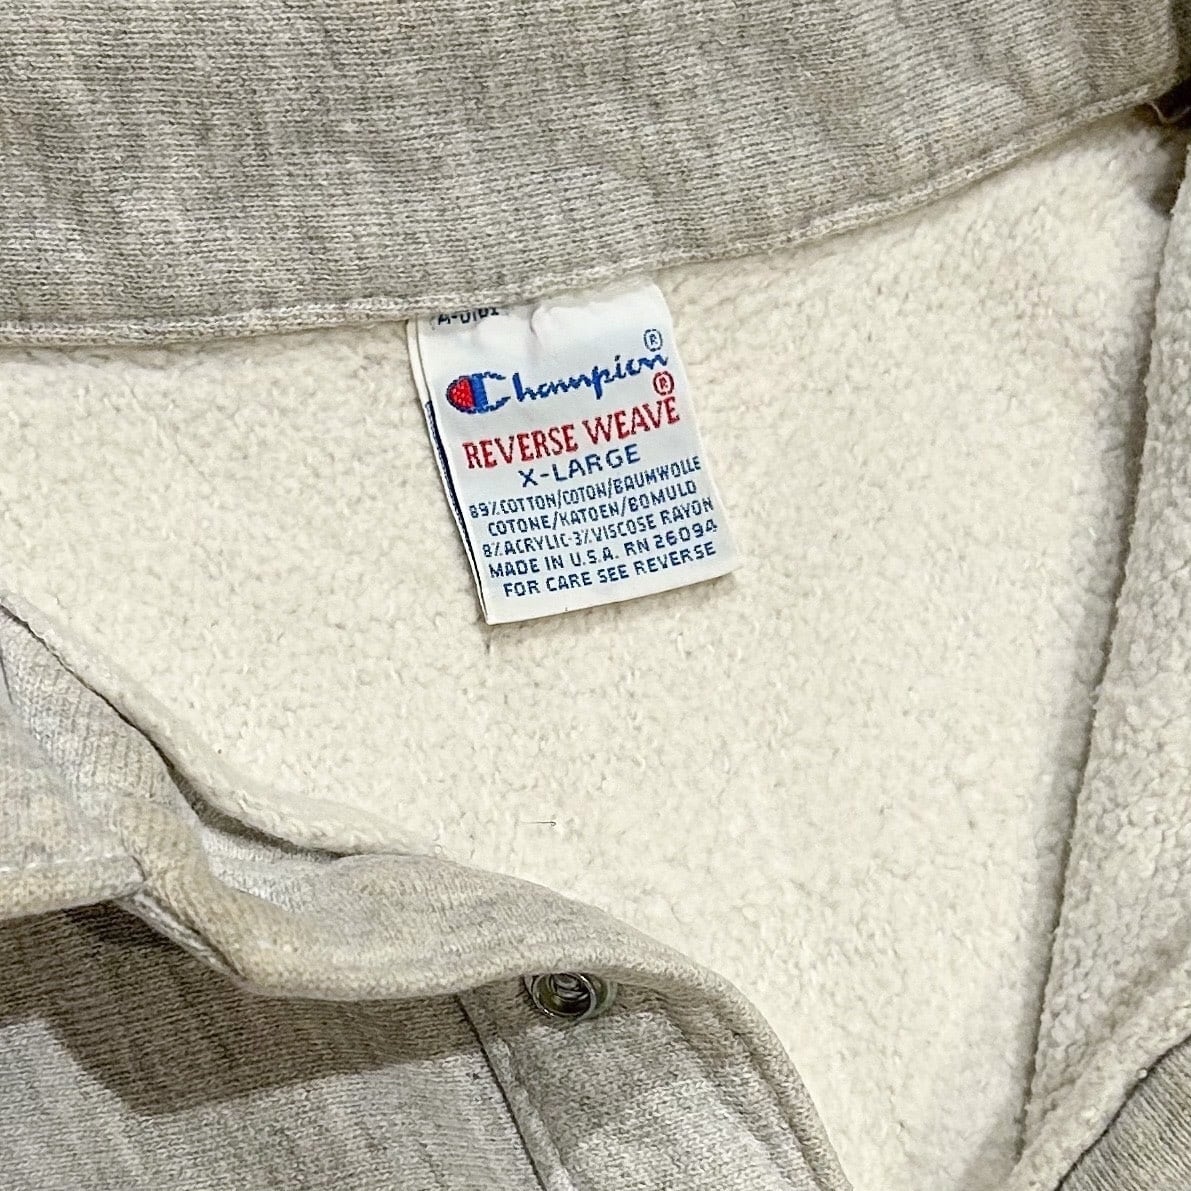 Champion®
REVERSE WEAVE®
X-LARGE
89%COTTON/COTON/BAUMWOLLE
COTONE/KATOEN/BOMULD
8%ACRYLIC-3%VISCOSE RAYON
MADE IN U.S.A. RN 26094
FOR CARE SEE REVERSE